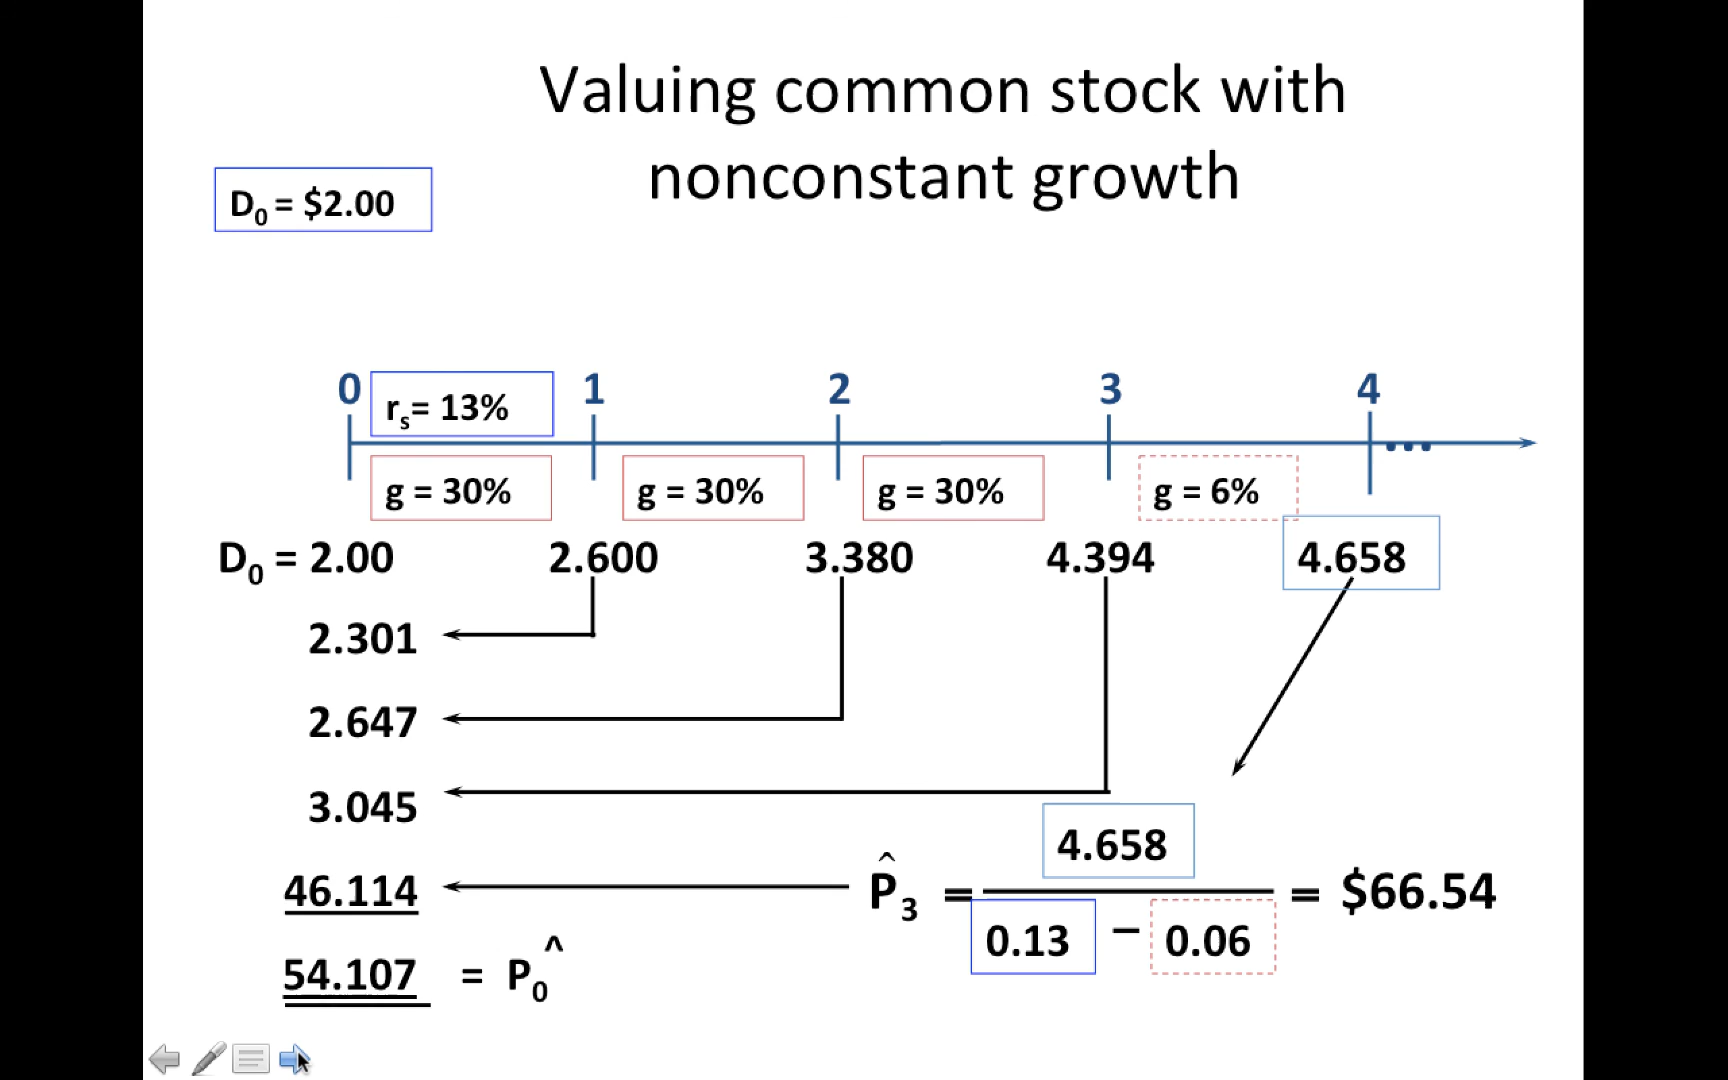 Valuing common stock with
nonconstant growth
D₀ = $2.00
0 1 2 3 4
rₛ= 13%
...
g = 30% g = 30% g = 30% g = 6%
D₀ = 2.00 2.600 3.380 4.394 4.658
2.301
2.647
3.045
4.658
46.114 P̂₃ = = $66.54
0.13 – 0.06
54.107 = P₀^